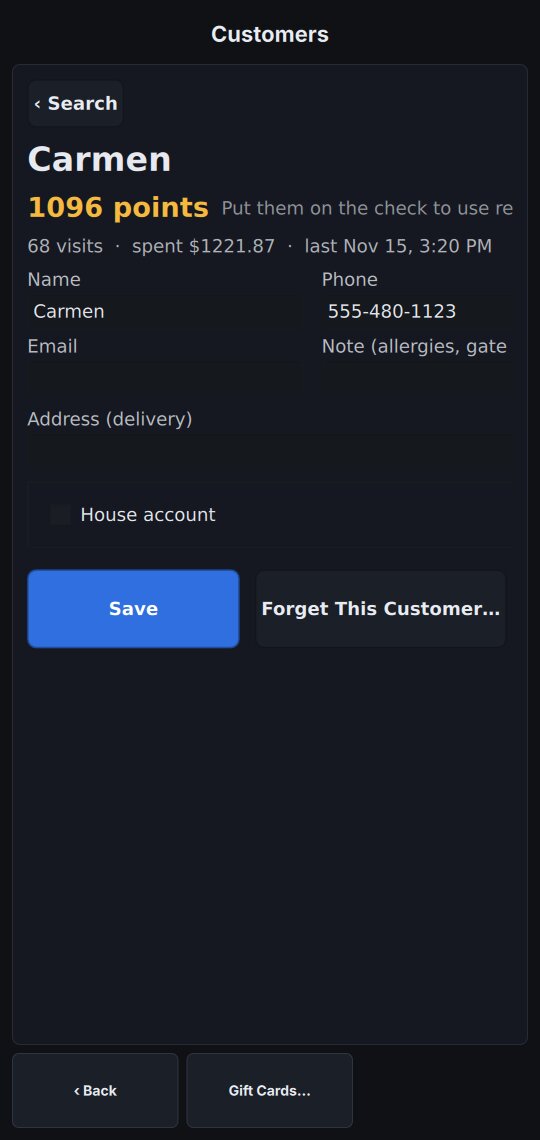 Customers
‹ Search
Carmen
1096 points Put them on the check to use re
68 visits · spent $1221.87 · last Nov 15, 3:20 PM
Name Phone
Carmen 555-480-1123
Email Note (allergies, gate
Address (delivery)
House account
Save Forget This Customer...
‹ Back Gift Cards...